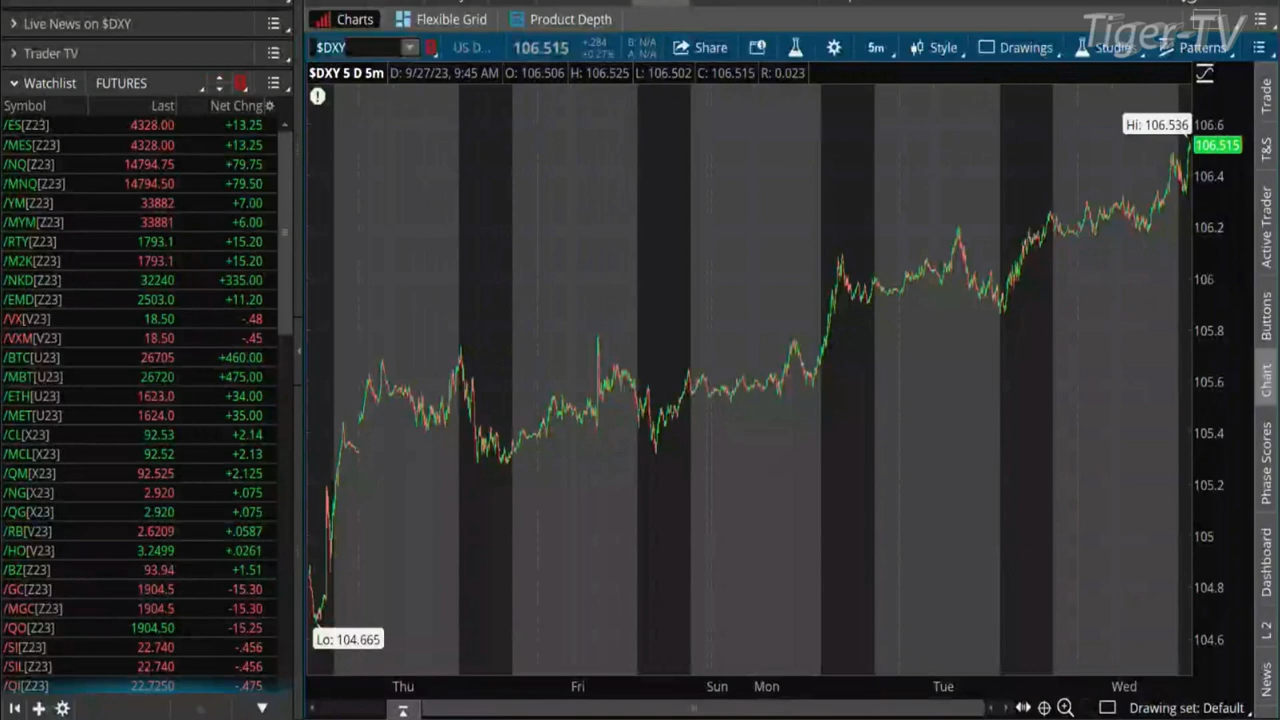 Live News on $DXY
Trader TV
Watchlist FUTURES
Symbol Last Net Chng
/ES[Z23] 4328.00 +13.25
/MES[Z23] 4328.00 +13.25
/NQ[Z23] 14794.75 +79.75
/MNQ[Z23] 14794.50 +79.50
/YM[Z23] 33882 +7.00
/MYM[Z23] 33881 +6.00
/RTY[Z23] 1793.1 +15.20
/M2K[Z23] 1793.1 +15.20
/NKD[Z23] 32240 +335.00
/EMD[Z23] 2503.0 +11.20
/VX[V23] 18.50 -.48
/VXM[V23] 18.50 -.45
/BTC[U23] 26705 +460.00
/MBT[U23] 26720 +475.00
/ETH[U23] 1623.0 +34.00
/MET[U23] 1624.0 +35.00
/CL[X23] 92.53 +2.14
/MCL[X23] 92.52 +2.13
/QM[X23] 92.525 +2.125
/NG[X23] 2.920 +.075
/QG[X23] 2.920 +.075
/RB[V23] 2.6209 +.0587
/HO[V23] 3.2499 +.0261
/BZ[Z23] 93.94 +1.51
/GC[Z23] 1904.5 -15.30
/MGC[Z23] 1904.5 -15.30
/QO[Z23] 1904.50 -15.25
/SI[Z23] 22.740 -.456
/SIL[Z23] 22.740 -.456
/QI[Z23] 22.7250 -.475
Charts Flexible Grid Product Depth
Tiger-TV
$DXY US D... 106.515 +.284 +0.27% B: N/A A: N/A Share 5m Style Drawings Studies Patterns
$DXY 5 D 5m D: 9/27/23, 9:45 AM O: 106.506 H: 106.525 L: 106.502 C: 106.515 R: 0.023
Hi: 106.536
106.6
106.515
106.4
106.2
106
105.8
105.6
105.4
105.2
105
104.8
104.6
Lo: 104.665
Thu Fri Sun Mon Tue Wed
Drawing set: Default
Trade
T&S
Active Trader
Buttons
Chart
Phase Scores
Dashboard
L 2
News